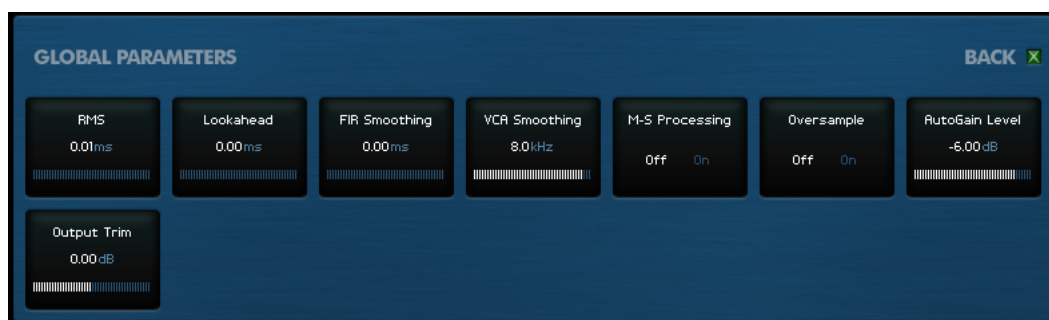 GLOBAL PARAMETERS
BACK X
RMS
0.01ms
Lookahead
0.00ms
FIR Smoothing
0.00ms
VCA Smoothing
8.0kHz
M-S Processing
Off On
Oversample
Off On
AutoGain Level
-6.00dB
Output Trim
0.00dB